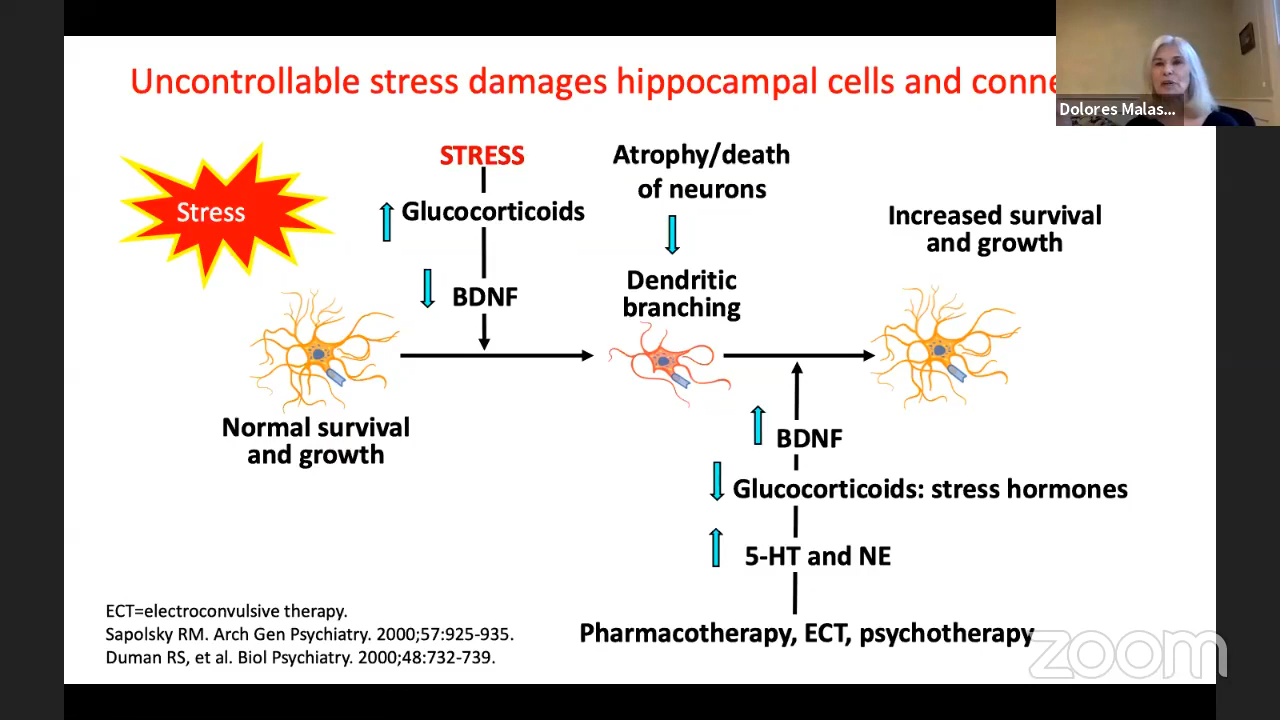 Uncontrollable stress damages hippocampal cells and conne
Dolores Malas...
Stress
STRESS
Glucocorticoids
BDNF
Atrophy/death
of neurons
Dendritic
branching
Increased survival
and growth
Normal survival
and growth
BDNF
Glucocorticoids: stress hormones
5-HT and NE
Pharmacotherapy, ECT, psychotherapy
ECT=electroconvulsive therapy.
Sapolsky RM. Arch Gen Psychiatry. 2000;57:925-935.
Duman RS, et al. Biol Psychiatry. 2000;48:732-739.
zoom